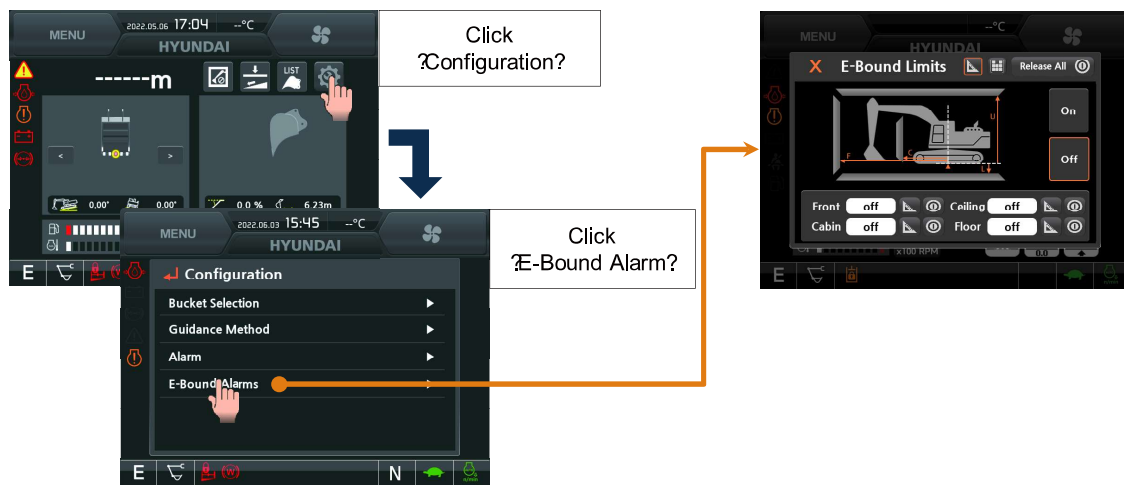 MENU
2022.05.06 17:04 --°C
HYUNDAI
------m
LIST
<
>
0.00°
0.00°
0.0 %
6.23m
E
Click
?Configuration?
MENU
2022.06.03 15:45 --°C
HYUNDAI
Configuration
Bucket Selection
Guidance Method
Alarm
E-Bound Alarms
E
(W)
N
Click
?E-Bound Alarm?
MENU
--°C
HYUNDAI
X E-Bound Limits Release All
On
Off
U
F
C
L
Front off Ceiling off
Cabin off Floor off
x100 RPM
0.0
E